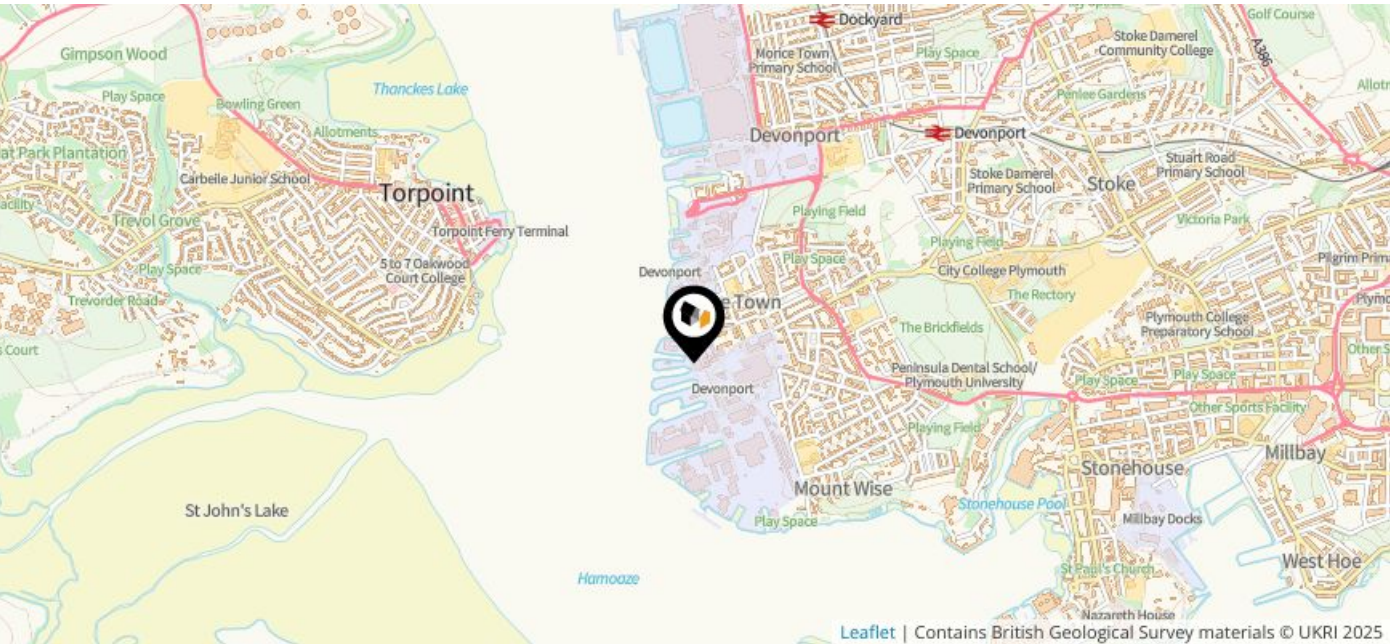 Gimpson Wood
Play Space
at Park Plantation
Bowling Green
Allotments
Carbeile Junior School
Torpoint
Trevol Grove
Torpoint Ferry Terminal
5 to 7 Oakwood
Court College
Play Space
Trevorder Road
s Court
Thanckes Lake
St John's Lake
Hamoaze
Dockyard
Morice Town
Primary School
Play Space
Stoke Damerel
Community College
Golf Course
A386
Penlee Gardens
Devonport
Devonport
Stoke Damerel
Primary School
Stoke
Stuart Road
Primary School
Playing Field
Victoria Park
Playing Field
Play Space
City College Plymouth
The Rectory
Devonport
e Town
The Brickfields
Plymouth College
Preparatory School
Devonport
Peninsula Dental School/
Plymouth University
Play Space
Play Space
Other Sports Facility
Playing Field
Millbay
Stonehouse
Mount Wise
Stonehouse Pool
Play Space
Millbay Docks
West Hoe
St Paul's Church
Nazareth House
Leaflet | Contains British Geological Survey materials © UKRI 2025